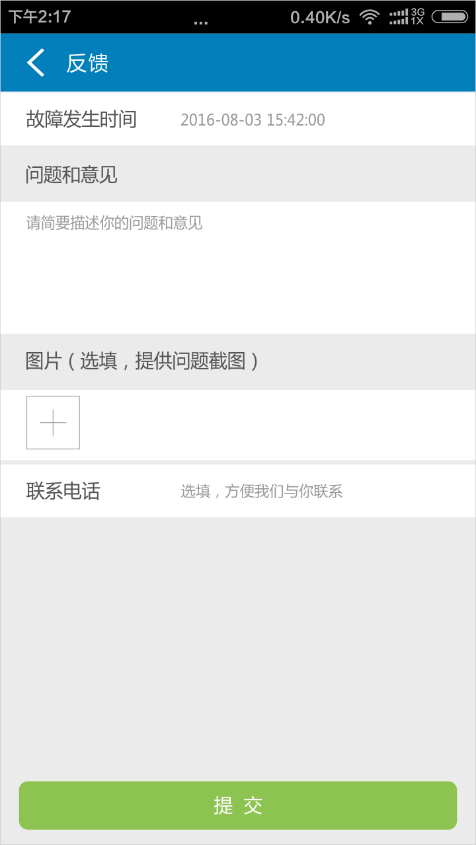 下午2:17 ... 0.40K/s 3G 1X
反馈
故障发生时间 2016-08-03 15:42:00
问题和意见
请简要描述你的问题和意见
图片（选填，提供问题截图）
联系电话 选填，方便我们与你联系
提 交